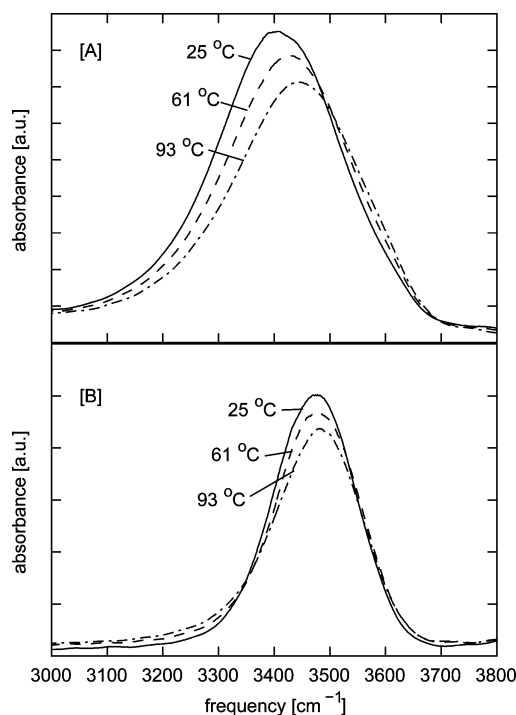 [A]
25 °C
61 °C
93 °C
absorbance [a.u.]
[B]
25 °C
61 °C
93 °C
absorbance [a.u.]
3000 3100 3200 3300 3400 3500 3600 3700 3800
frequency [cm⁻¹]